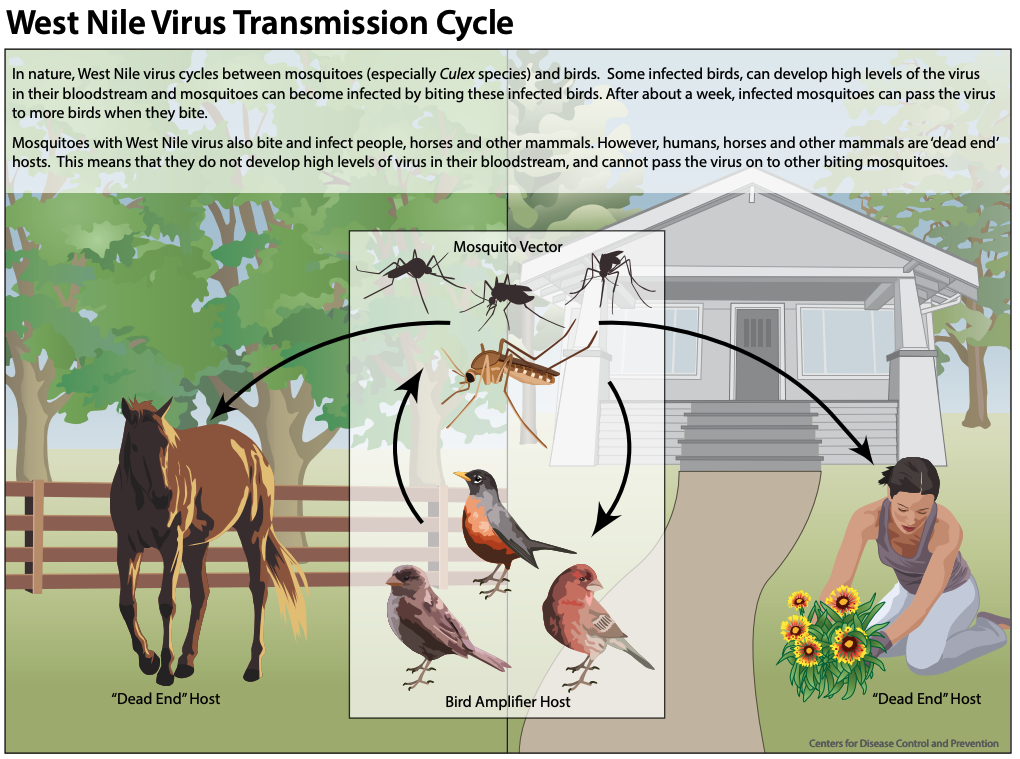 West Nile Virus Transmission Cycle
In nature, West Nile virus cycles between mosquitoes (especially Culex species) and birds.  Some infected birds, can develop high levels of the virus
in their bloodstream and mosquitoes can become infected by biting these infected birds. After about a week, infected mosquitoes can pass the virus
to more birds when they bite.
Mosquitoes with West Nile virus also bite and infect people, horses and other mammals. However, humans, horses and other mammals are ‘dead end’
hosts.  This means that they do not develop high levels of virus in their bloodstream, and cannot pass the virus on to other biting mosquitoes.
Mosquito Vector
“Dead End” Host
Bird Amplifier Host
“Dead End” Host
Centers for Disease Control and Prevention